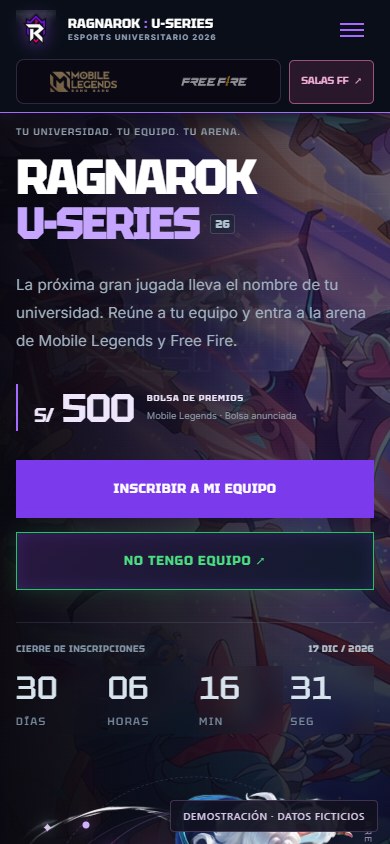 RAGNAROK : U-SERIES
ESPORTS UNIVERSITARIO 2026
MOBILE LEGENDS
FREE FIRE
SALAS FF ↗
TU UNIVERSIDAD. TU EQUIPO. TU ARENA.
RAGNAROK
U-SERIES 26
La próxima gran jugada lleva el nombre de tu
universidad. Reúne a tu equipo y entra a la arena
de Mobile Legends y Free Fire.
S/ 500
BOLSA DE PREMIOS
Mobile Legends · Bolsa anunciada
INSCRIBIR A MI EQUIPO
NO TENGO EQUIPO ↗
CIERRE DE INSCRIPCIONES 17 DIC / 2026
30 06 16 31
DÍAS HORAS MIN SEG
DEMOSTRACIÓN · DATOS FICTICIOS